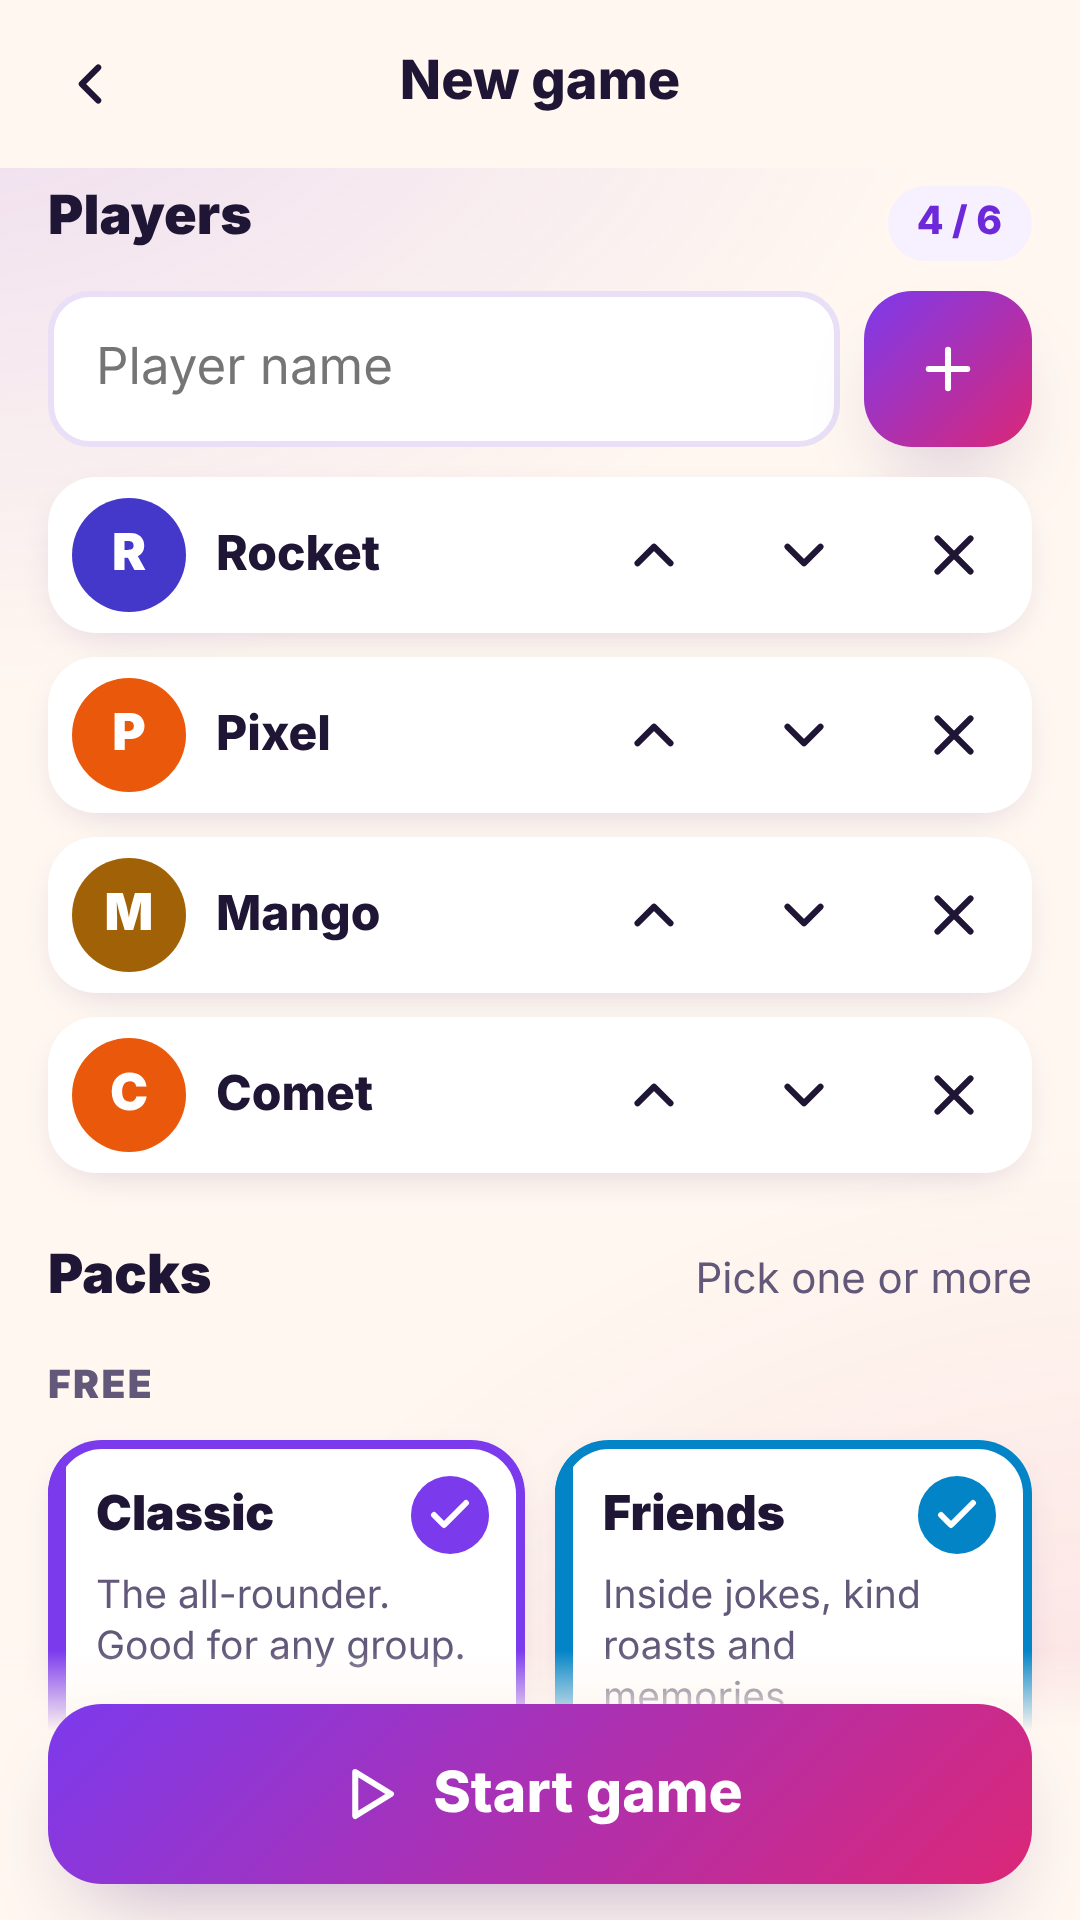 New game
Players
4 / 6
Player name
R Rocket
P Pixel
M Mango
C Comet
Packs
Pick one or more
FREE
Classic
The all-rounder.
Good for any group.
Friends
Inside jokes, kind
roasts and
memories
Start game